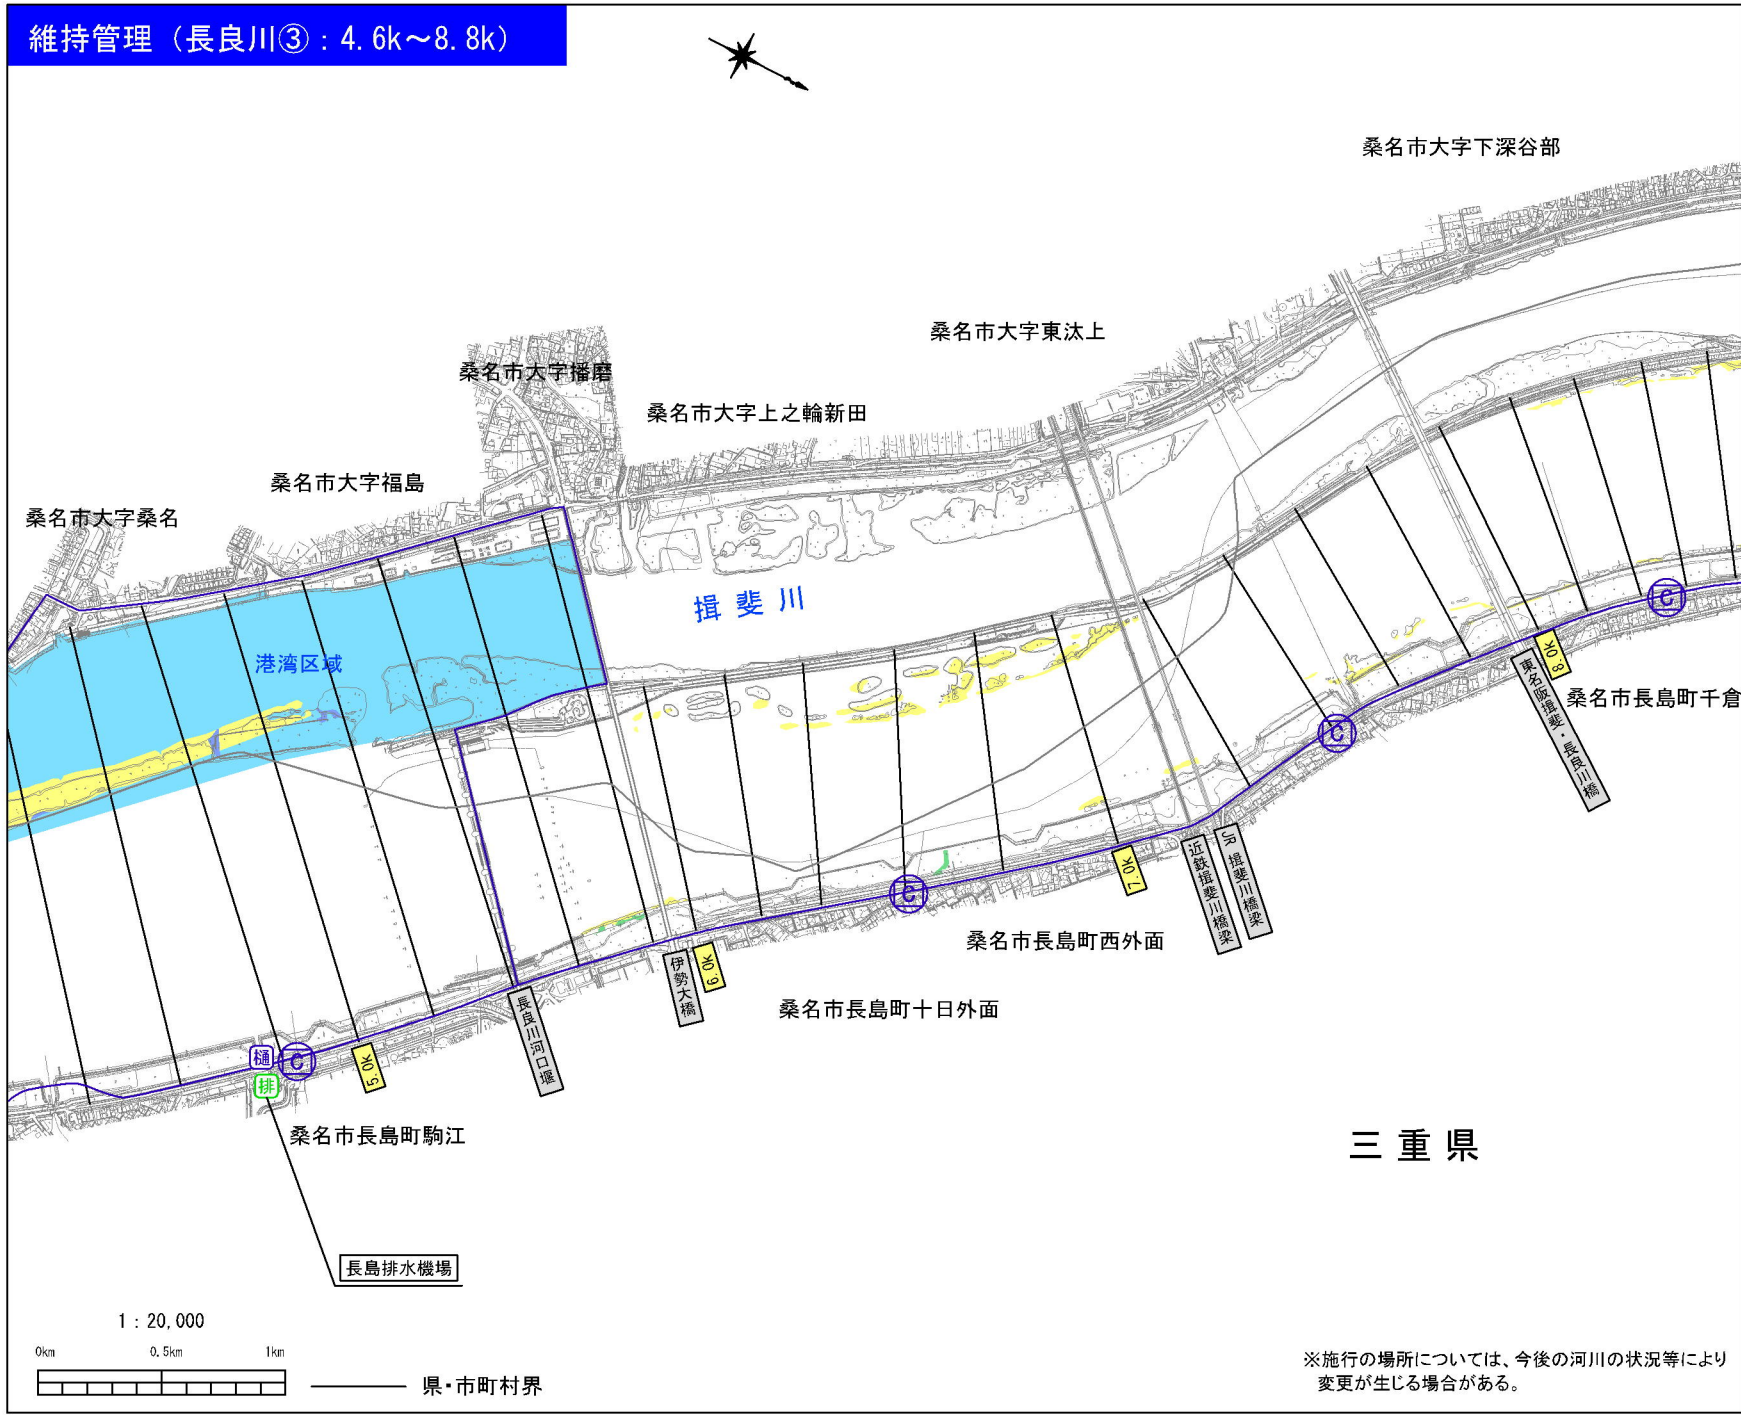 維持管理（長良川③：4.6k～8.8k）
桑名市大字下深谷部
桑名市大字東汰上
桑名市大字播磨
桑名市大字上之輪新田
桑名市大字福島
桑名市大字桑名
揖斐川
港湾区域
C
8.0K
東名阪揖斐・長良川橋
桑名市長島町千倉
C
7.0K
近鉄揖斐川橋梁
JR 揖斐川橋梁
C
桑名市長島町西外面
伊勢大橋
6.0K
桑名市長島町十日外面
長良川河口堰
樋
C
排
5.0K
桑名市長島町駒江
三重県
長島排水機場
1：20,000
0km 0.5km 1km
県・市町村界
※施行の場所については、今後の河川の状況等により
変更が生じる場合がある。